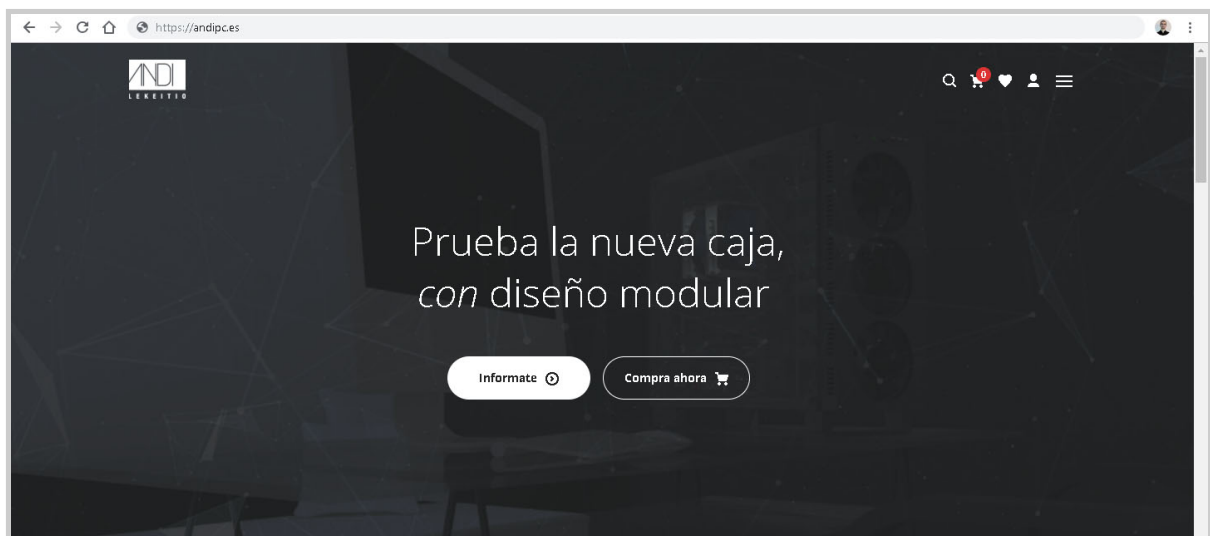 https://andipc.es
ANDI
LEKEITIO
0
Prueba la nueva caja,
con diseño modular
Informate
Compra ahora